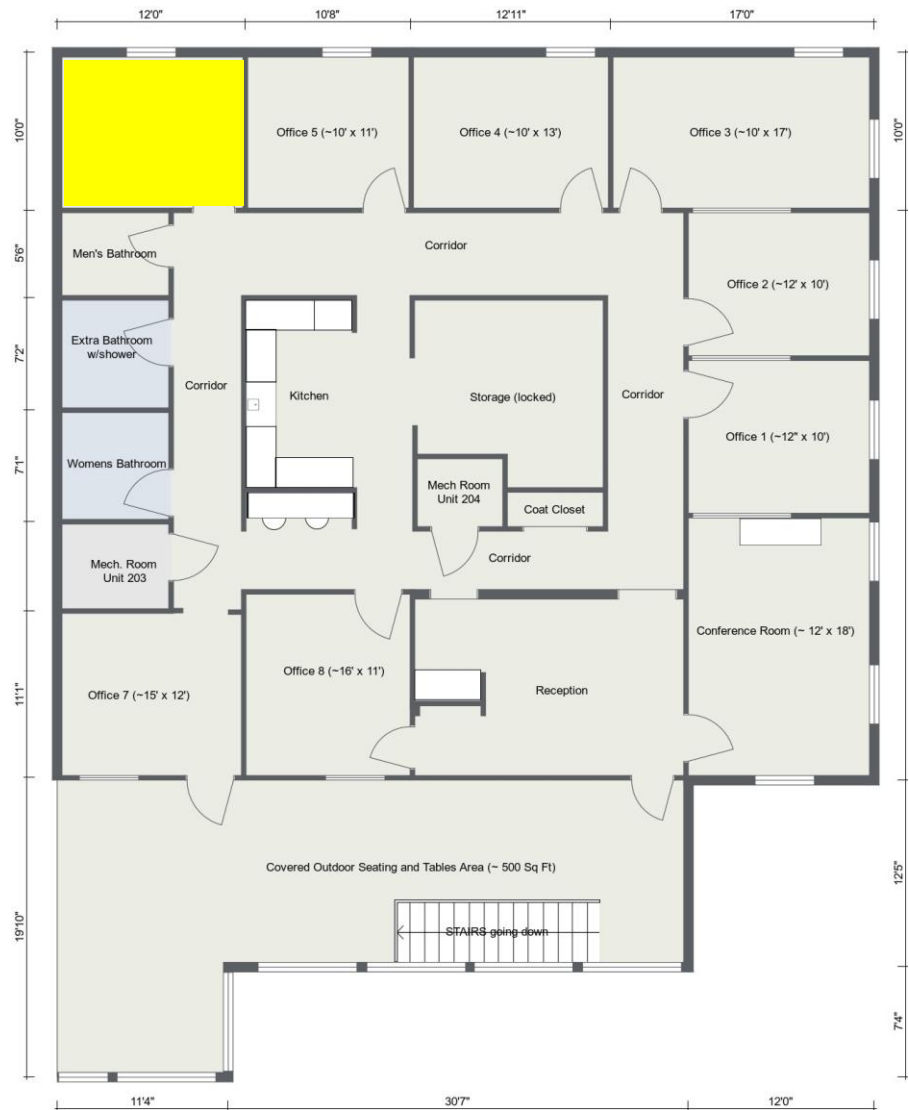 12'0"
10'8"
12'11"
17'0"
10'0"
10'0"
Office 5 (~10' x 11')
Office 4 (~10' x 13')
Office 3 (~10' x 17')
5'6"
Men's Bathroom
Corridor
Office 2 (~12' x 10')
7'2"
Extra Bathroom
w/shower
Corridor
Kitchen
Storage (locked)
Corridor
7'1"
Womens Bathroom
Office 1 (~12" x 10')
Mech Room
Unit 204
Coat Closet
Mech. Room
Unit 203
Corridor
11'1"
Office 7 (~15' x 12')
Office 8 (~16' x 11')
Reception
Conference Room (~ 12' x 18')
19'10"
Covered Outdoor Seating and Tables Area (~ 500 Sq Ft)
12'5"
STAIRS going down
7'4"
11'4"
30'7"
12'0"